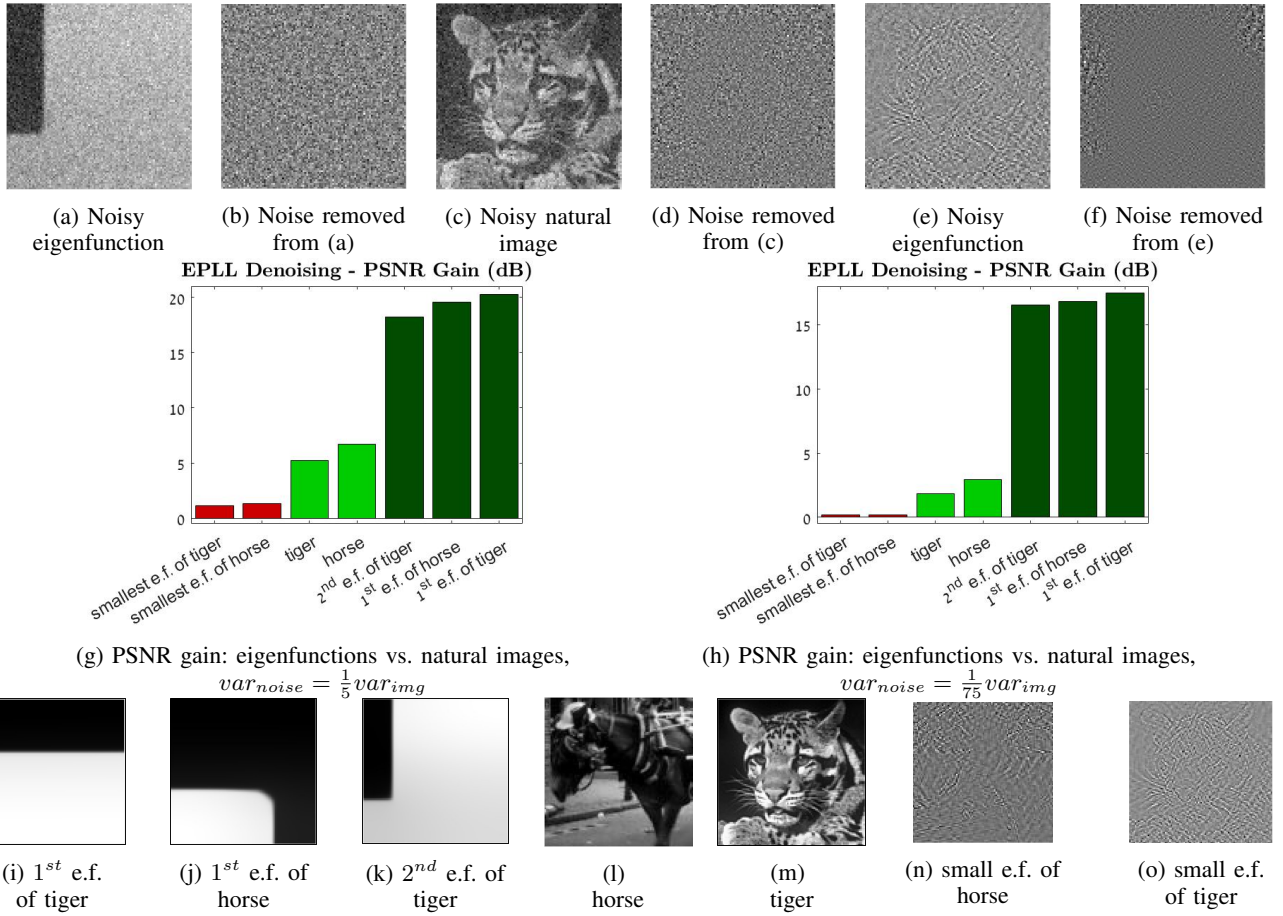 (a) Noisy
eigenfunction
(b) Noise removed
from (a)
(c) Noisy natural
image
(d) Noise removed
from (c)
(e) Noisy
eigenfunction
(f) Noise removed
from (e)
EPLL Denoising - PSNR Gain (dB)
20
15
10
5
0
smallest e.f. of tiger
smallest e.f. of horse
tiger
horse
2nd e.f. of tiger
1st e.f. of horse
1st e.f. of tiger
(g) PSNR gain: eigenfunctions vs. natural images,
var_noise = 1/5 var_img
EPLL Denoising - PSNR Gain (dB)
15
10
5
0
smallest e.f. of tiger
smallest e.f. of horse
tiger
horse
2nd e.f. of tiger
1st e.f. of horse
1st e.f. of tiger
(h) PSNR gain: eigenfunctions vs. natural images,
var_noise = 1/75 var_img
(i) 1st e.f.
of tiger
(j) 1st e.f. of
horse
(k) 2nd e.f. of
tiger
(l)
horse
(m)
tiger
(n) small e.f. of
horse
(o) small e.f.
of tiger